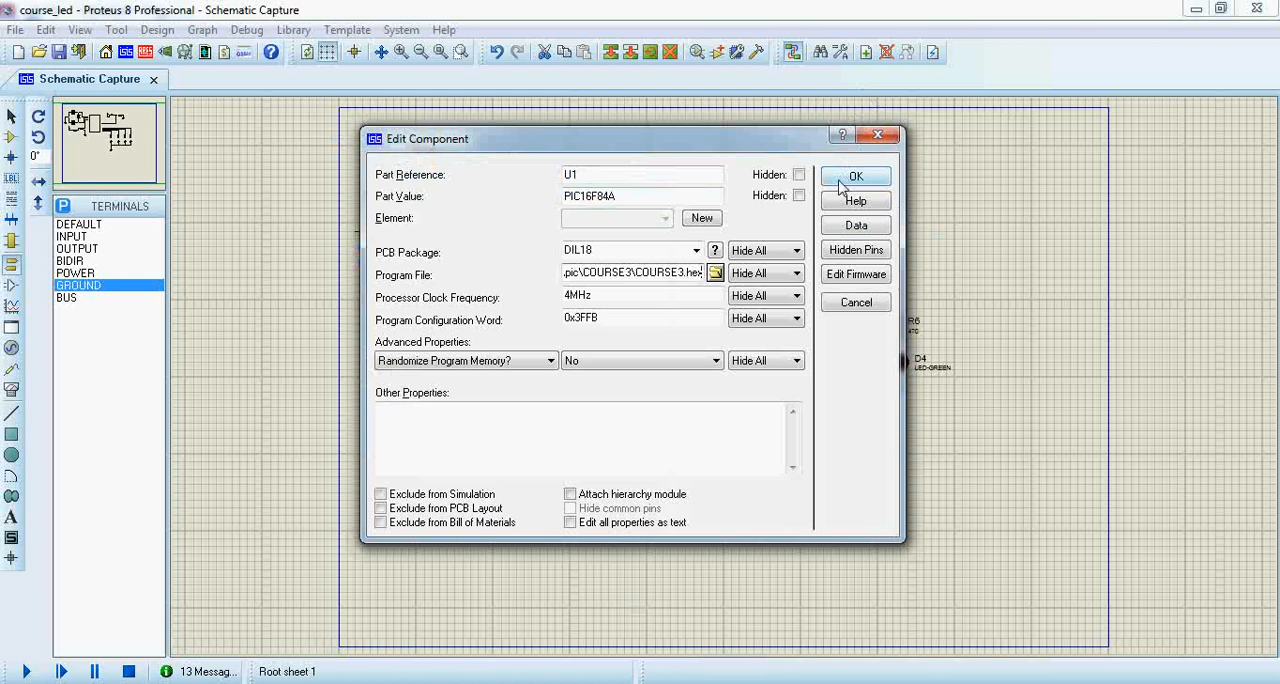 course_led - Proteus 8 Professional - Schematic Capture
File Edit View Tool Design Graph Debug Library Template System Help
Schematic Capture
0°
LBL
P TERMINALS
DEFAULT
INPUT
OUTPUT
BIDIR
POWER
GROUND
BUS
A
Edit Component
Part Reference: U1 Hidden:
Part Value: PIC16F84A Hidden:
Element: New
PCB Package: DIL18 ? Hide All
Program File: .pic\COURSE3\COURSE3.hex Hide All
Processor Clock Frequency: 4MHz Hide All
Program Configuration Word: 0x3FFB Hide All
Advanced Properties:
Randomize Program Memory? No Hide All
Other Properties:
Exclude from Simulation Attach hierarchy module
Exclude from PCB Layout Hide common pins
Exclude from Bill of Materials Edit all properties as text
OK
Help
Data
Hidden Pins
Edit Firmware
Cancel
R6
D4
LED-GREEN
13 Messag... Root sheet 1